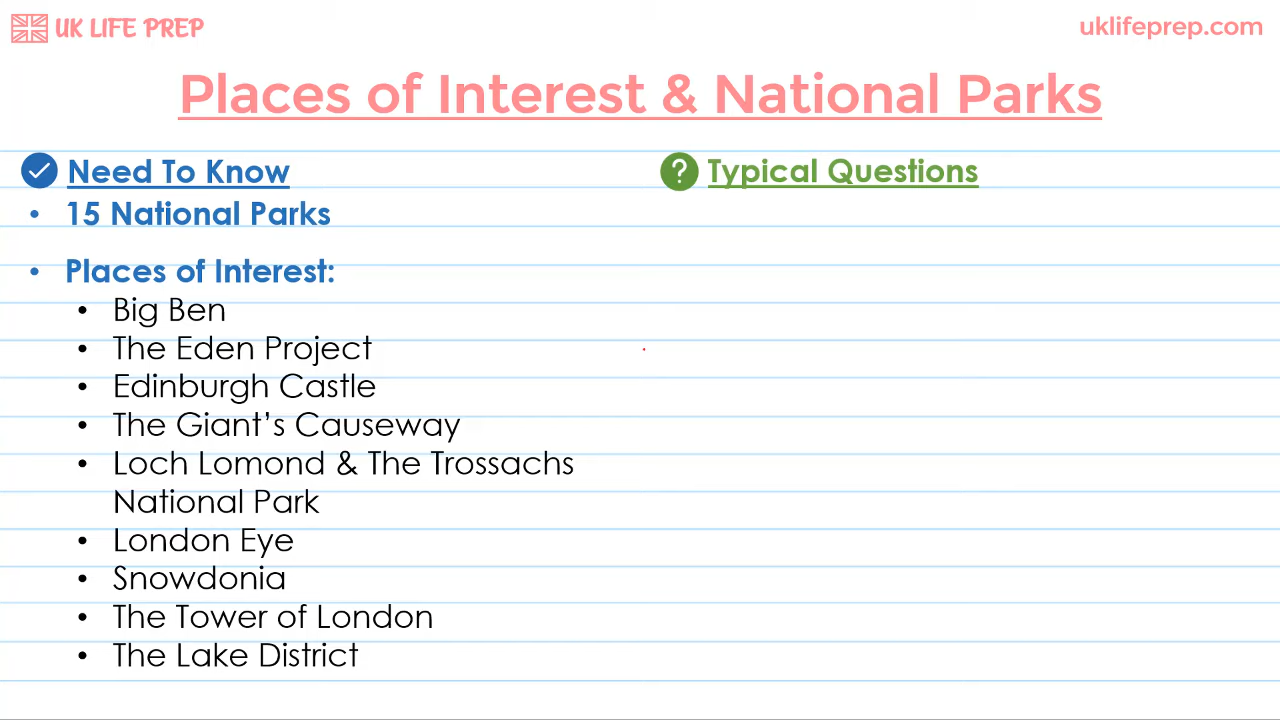 UK LIFE PREP
uklifeprep.com
Places of Interest & National Parks
Need To Know
• 15 National Parks
• Places of Interest:
• Big Ben
• The Eden Project
• Edinburgh Castle
• The Giant’s Causeway
• Loch Lomond & The Trossachs
National Park
• London Eye
• Snowdonia
• The Tower of London
• The Lake District
? Typical Questions